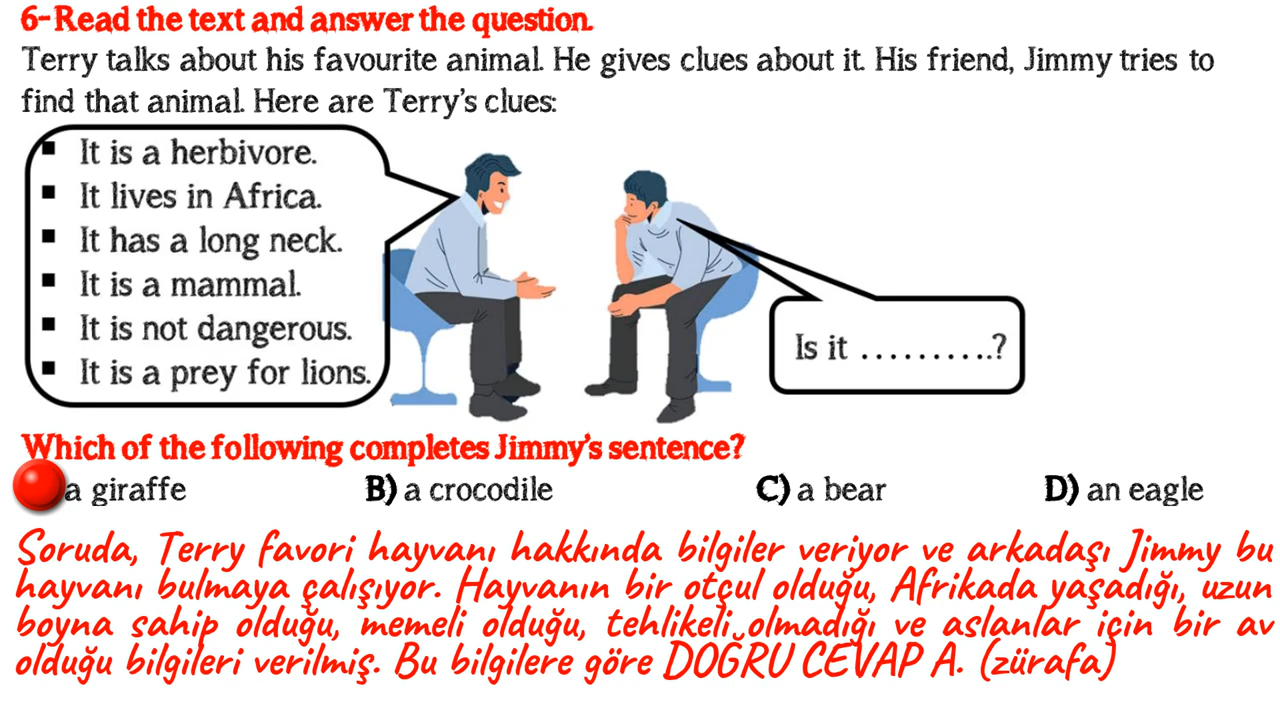 6-Read the text and answer the question.
Terry talks about his favourite animal. He gives clues about it. His friend, Jimmy tries to
find that animal. Here are Terry's clues:
▪ It is a herbivore.
▪ It lives in Africa.
▪ It has a long neck.
▪ It is a mammal.
▪ It is not dangerous.
▪ It is a prey for lions.
Is it ..........?
Which of the following completes Jimmy's sentence?
a giraffe B) a crocodile C) a bear D) an eagle
Soruda, Terry favori hayvanı hakkında bilgiler veriyor ve arkadaşı Jimmy bu
hayvanı bulmaya çalışıyor. Hayvanın bir otçul olduğu, Afrikada yaşadığı, uzun
boyna sahip olduğu, memeli olduğu, tehlikeli olmadığı ve aslanlar için bir av
olduğu bilgileri verilmiş. Bu bilgilere göre DOĞRU CEVAP A. (zürafa)